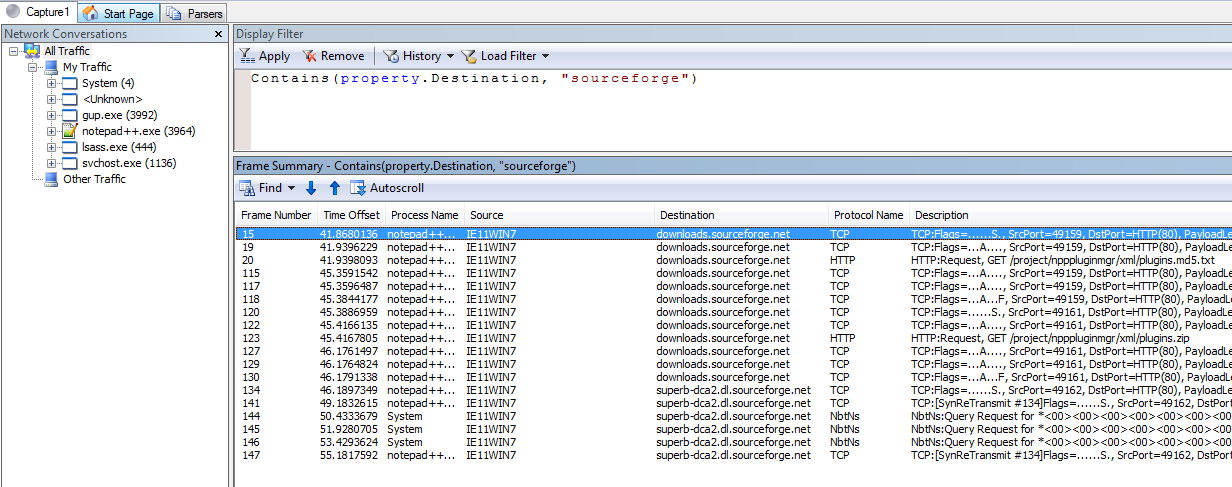 Capture1 Start Page Parsers
Network Conversations x
All Traffic
My Traffic
System (4)
<Unknown>
gup.exe (3992)
notepad++.exe (3964)
lsass.exe (444)
svchost.exe (1136)
Other Traffic
Display Filter
Apply Remove History Load Filter
Contains(property.Destination, "sourceforge")
Frame Summary - Contains(property.Destination, "sourceforge")
Find Autoscroll
Frame Number Time Offset Process Name Source Destination Protocol Name Description
15 41.8680136 notepad++... IE11WIN7 downloads.sourceforge.net TCP TCP:Flags=......S., SrcPort=49159, DstPort=HTTP(80), PayloadLe
19 41.9396229 notepad++... IE11WIN7 downloads.sourceforge.net TCP TCP:Flags=...A...., SrcPort=49159, DstPort=HTTP(80), PayloadLe
20 41.9398093 notepad++... IE11WIN7 downloads.sourceforge.net HTTP HTTP:Request, GET /project/npppluginmgr/xml/plugins.md5.txt
115 45.3591542 notepad++... IE11WIN7 downloads.sourceforge.net TCP TCP:Flags=...A...., SrcPort=49159, DstPort=HTTP(80), PayloadLe
117 45.3596487 notepad++... IE11WIN7 downloads.sourceforge.net TCP TCP:Flags=...A...., SrcPort=49159, DstPort=HTTP(80), PayloadLe
118 45.3844177 notepad++... IE11WIN7 downloads.sourceforge.net TCP TCP:Flags=...A...F, SrcPort=49159, DstPort=HTTP(80), PayloadLe
120 45.3886959 notepad++... IE11WIN7 downloads.sourceforge.net TCP TCP:Flags=......S., SrcPort=49161, DstPort=HTTP(80), PayloadLe
122 45.4166135 notepad++... IE11WIN7 downloads.sourceforge.net TCP TCP:Flags=...A...., SrcPort=49161, DstPort=HTTP(80), PayloadLe
123 45.4167805 notepad++... IE11WIN7 downloads.sourceforge.net HTTP HTTP:Request, GET /project/npppluginmgr/xml/plugins.zip
127 46.1761497 notepad++... IE11WIN7 downloads.sourceforge.net TCP TCP:Flags=...A...., SrcPort=49161, DstPort=HTTP(80), PayloadLe
129 46.1764824 notepad++... IE11WIN7 downloads.sourceforge.net TCP TCP:Flags=...A...., SrcPort=49161, DstPort=HTTP(80), PayloadLe
130 46.1791338 notepad++... IE11WIN7 downloads.sourceforge.net TCP TCP:Flags=...A...F, SrcPort=49161, DstPort=HTTP(80), PayloadLe
134 46.1897349 notepad++... IE11WIN7 superb-dca2.dl.sourceforge.net TCP TCP:Flags=......S., SrcPort=49162, DstPort=HTTP(80), PayloadLe
141 49.1832615 notepad++... IE11WIN7 superb-dca2.dl.sourceforge.net TCP TCP:[SynReTransmit #134]Flags=......S., SrcPort=49162, DstPor
144 50.4333679 System IE11WIN7 superb-dca2.dl.sourceforge.net NbtNs NbtNs:Query Request for *<00><00><00><00><00><00><0
145 51.9280705 System IE11WIN7 superb-dca2.dl.sourceforge.net NbtNs NbtNs:Query Request for *<00><00><00><00><00><00><0
146 53.4293624 System IE11WIN7 superb-dca2.dl.sourceforge.net NbtNs NbtNs:Query Request for *<00><00><00><00><00><00><0
147 55.1817592 notepad++... IE11WIN7 superb-dca2.dl.sourceforge.net TCP TCP:[SynReTransmit #134]Flags=......S., SrcPort=49162, DstPor